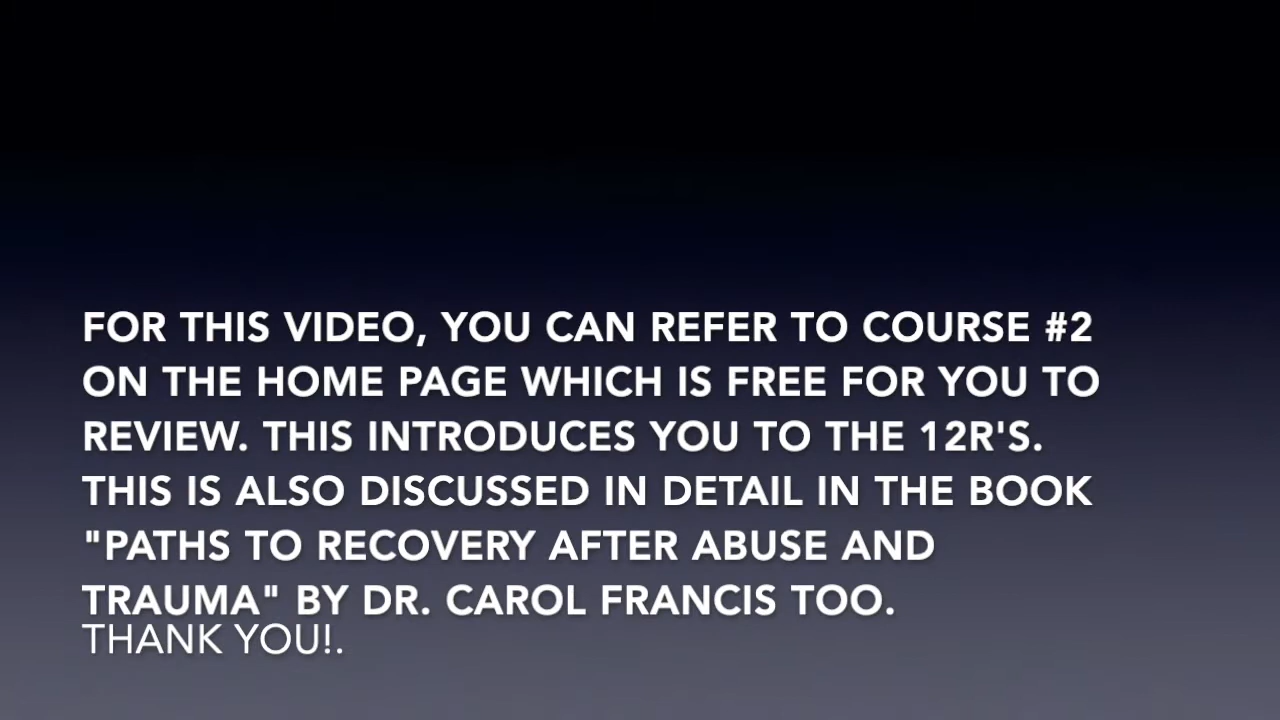 FOR THIS VIDEO, YOU CAN REFER TO COURSE #2
ON THE HOME PAGE WHICH IS FREE FOR YOU TO
REVIEW. THIS INTRODUCES YOU TO THE 12R'S.
THIS IS ALSO DISCUSSED IN DETAIL IN THE BOOK
"PATHS TO RECOVERY AFTER ABUSE AND
TRAUMA" BY DR. CAROL FRANCIS TOO.
THANK YOU!.